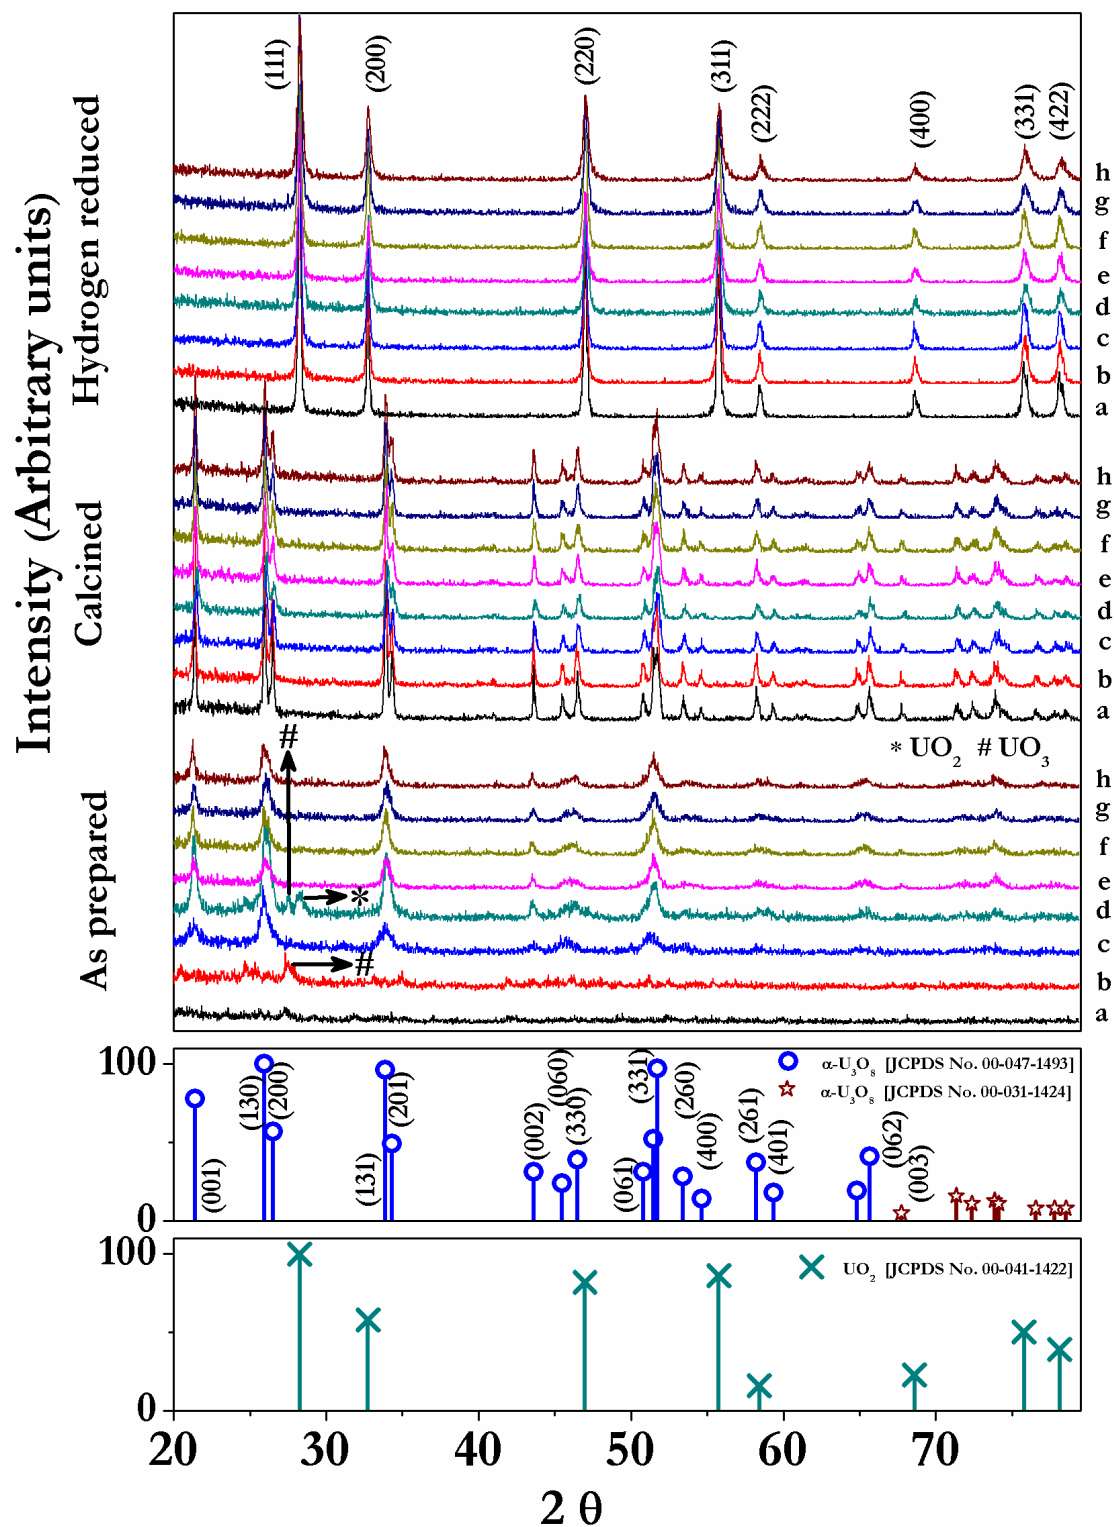 Intensity (Arbitrary units)
Hydrogen reduced
Calcined
As prepared
(111)
(200)
(220)
(311)
(222)
(400)
(331)
(422)
h
g
f
e
d
c
b
a
h
g
f
e
d
c
b
a
#
* UO₂ # UO₃
h
g
f
e
*
d
c
#
b
a
100
0
(001)
(130)
(200)
(131)
(201)
(002)
(060)
(330)
(061)
(331)
(260)
(400)
(261)
(401)
(062)
(003)
α-U₃O₈ [JCPDS No. 00-047-1493]
α-U₃O₈ [JCPDS No. 00-031-1424]
100
0
UO₂ [JCPDS No. 00-041-1422]
20 30 40 50 60 70
2 θ